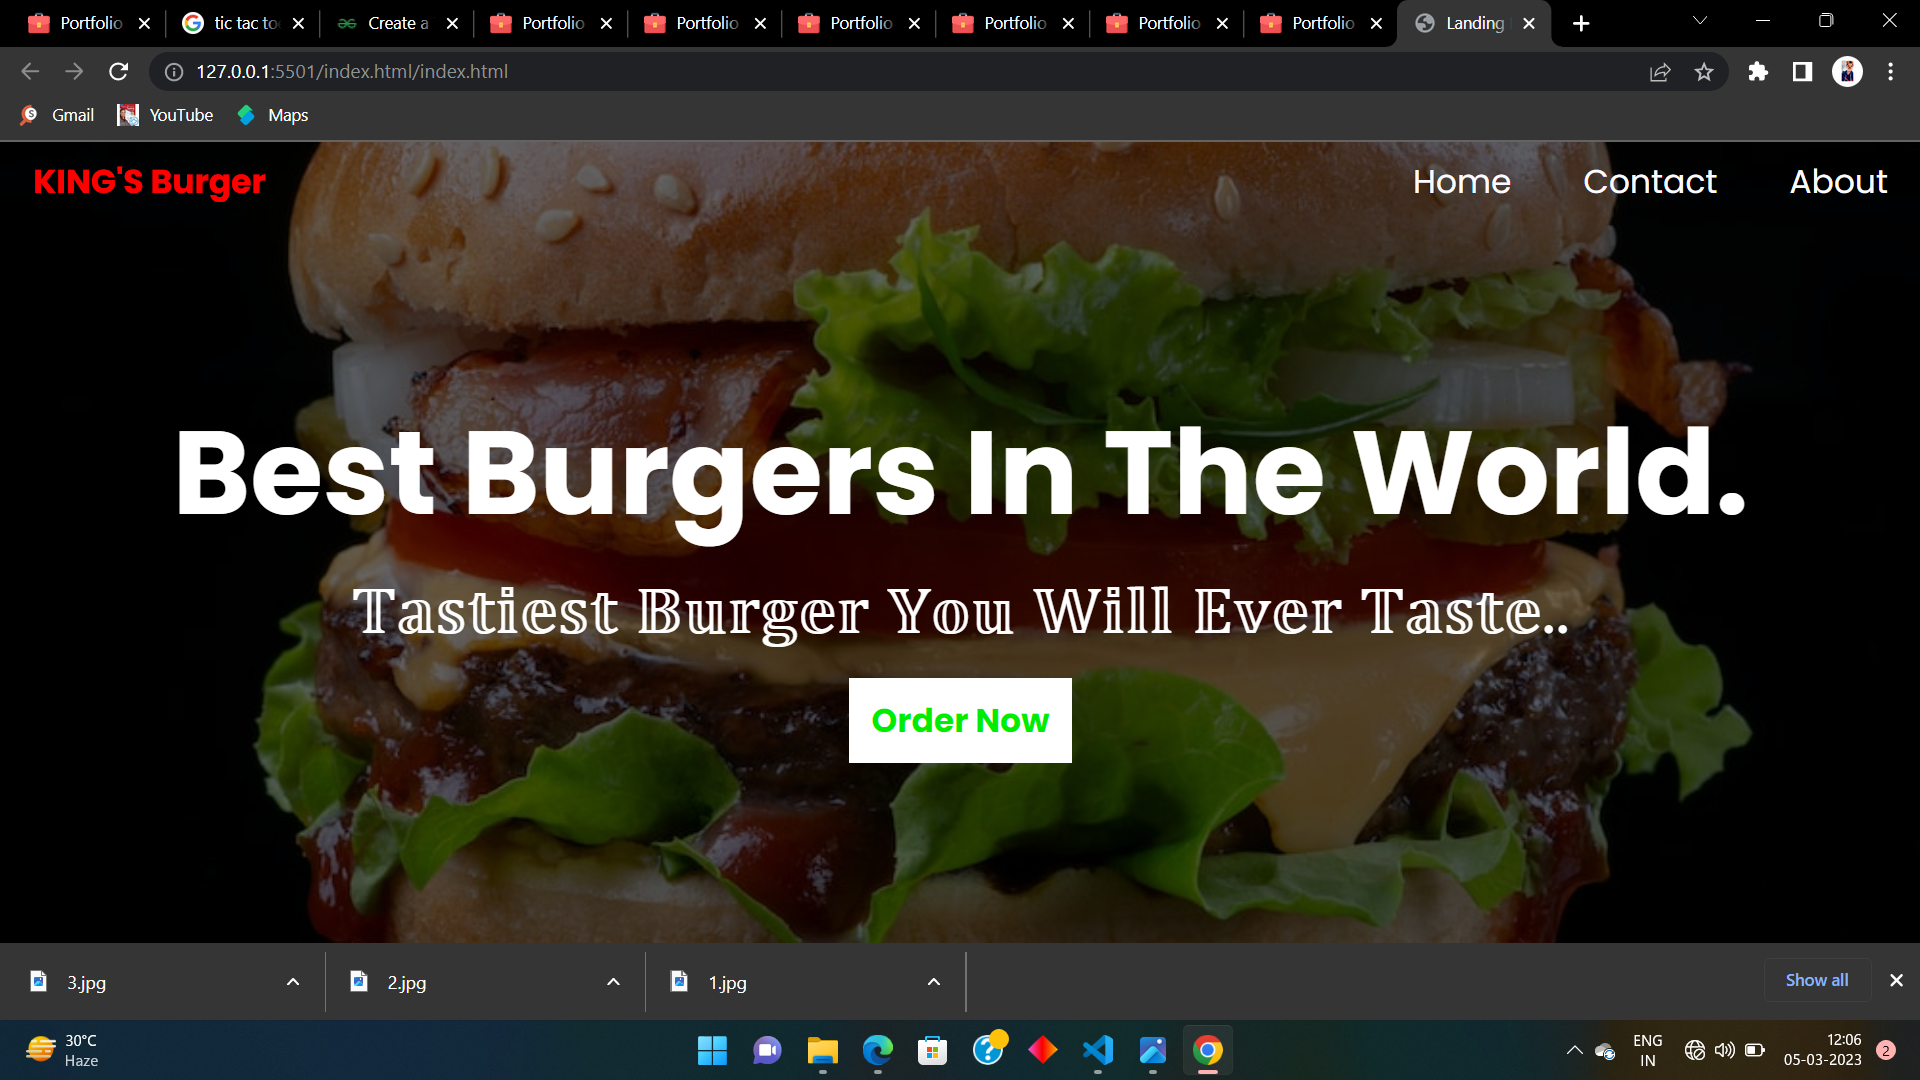 Portfolio
tic tac to
Create a
Portfolio
Portfolio
Portfolio
Portfolio
Portfolio
Portfolio
Landing
127.0.0.1:5501/index.html/index.html
Gmail
YouTube
Maps
KING'S Burger
Home
Contact
About
Best Burgers In The World.
Tastiest Burger You Will Ever Taste..
Order Now
3.jpg
2.jpg
1.jpg
Show all
30°C
Haze
ENG
IN
12:06
05-03-2023
2